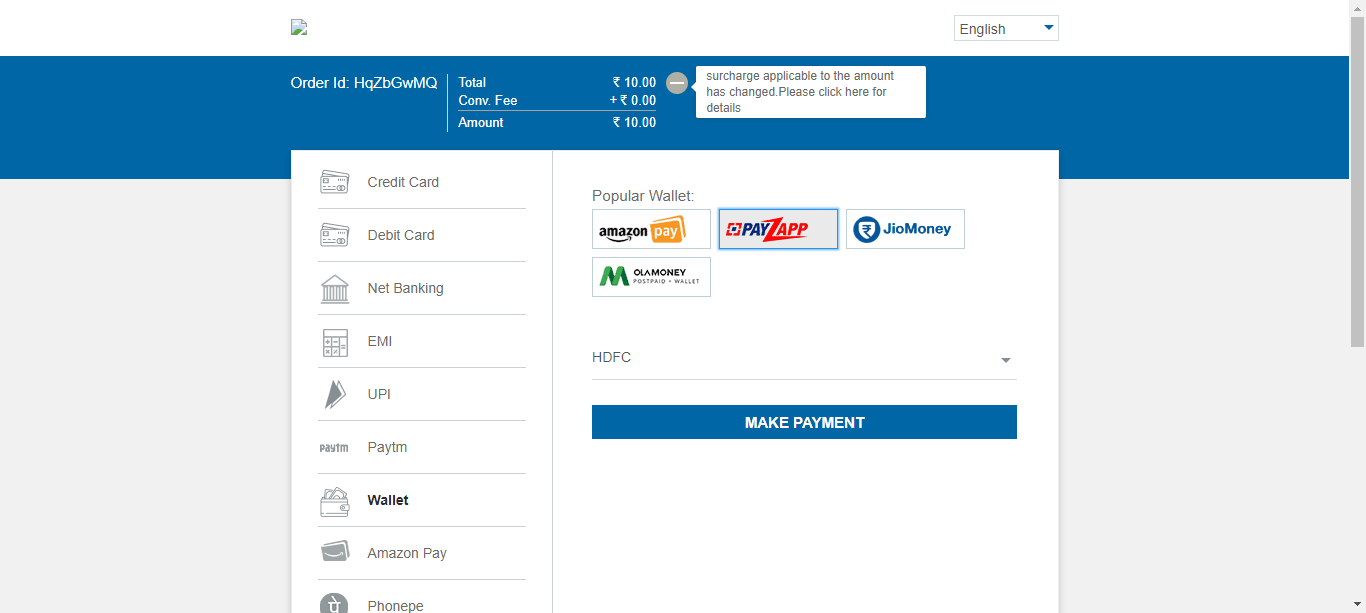 English
Order Id: HqZbGwMQ
Total ₹ 10.00
Conv. Fee + ₹ 0.00
Amount ₹ 10.00
surcharge applicable to the amount
has changed.Please click here for
details
Credit Card
Debit Card
Net Banking
EMI
UPI
paytm Paytm
Wallet
Amazon Pay
पे Phonepe
Popular Wallet:
amazon pay
PAYZAPP
JioMoney
OLAMONEY
POSTPAID + WALLET
HDFC
MAKE PAYMENT